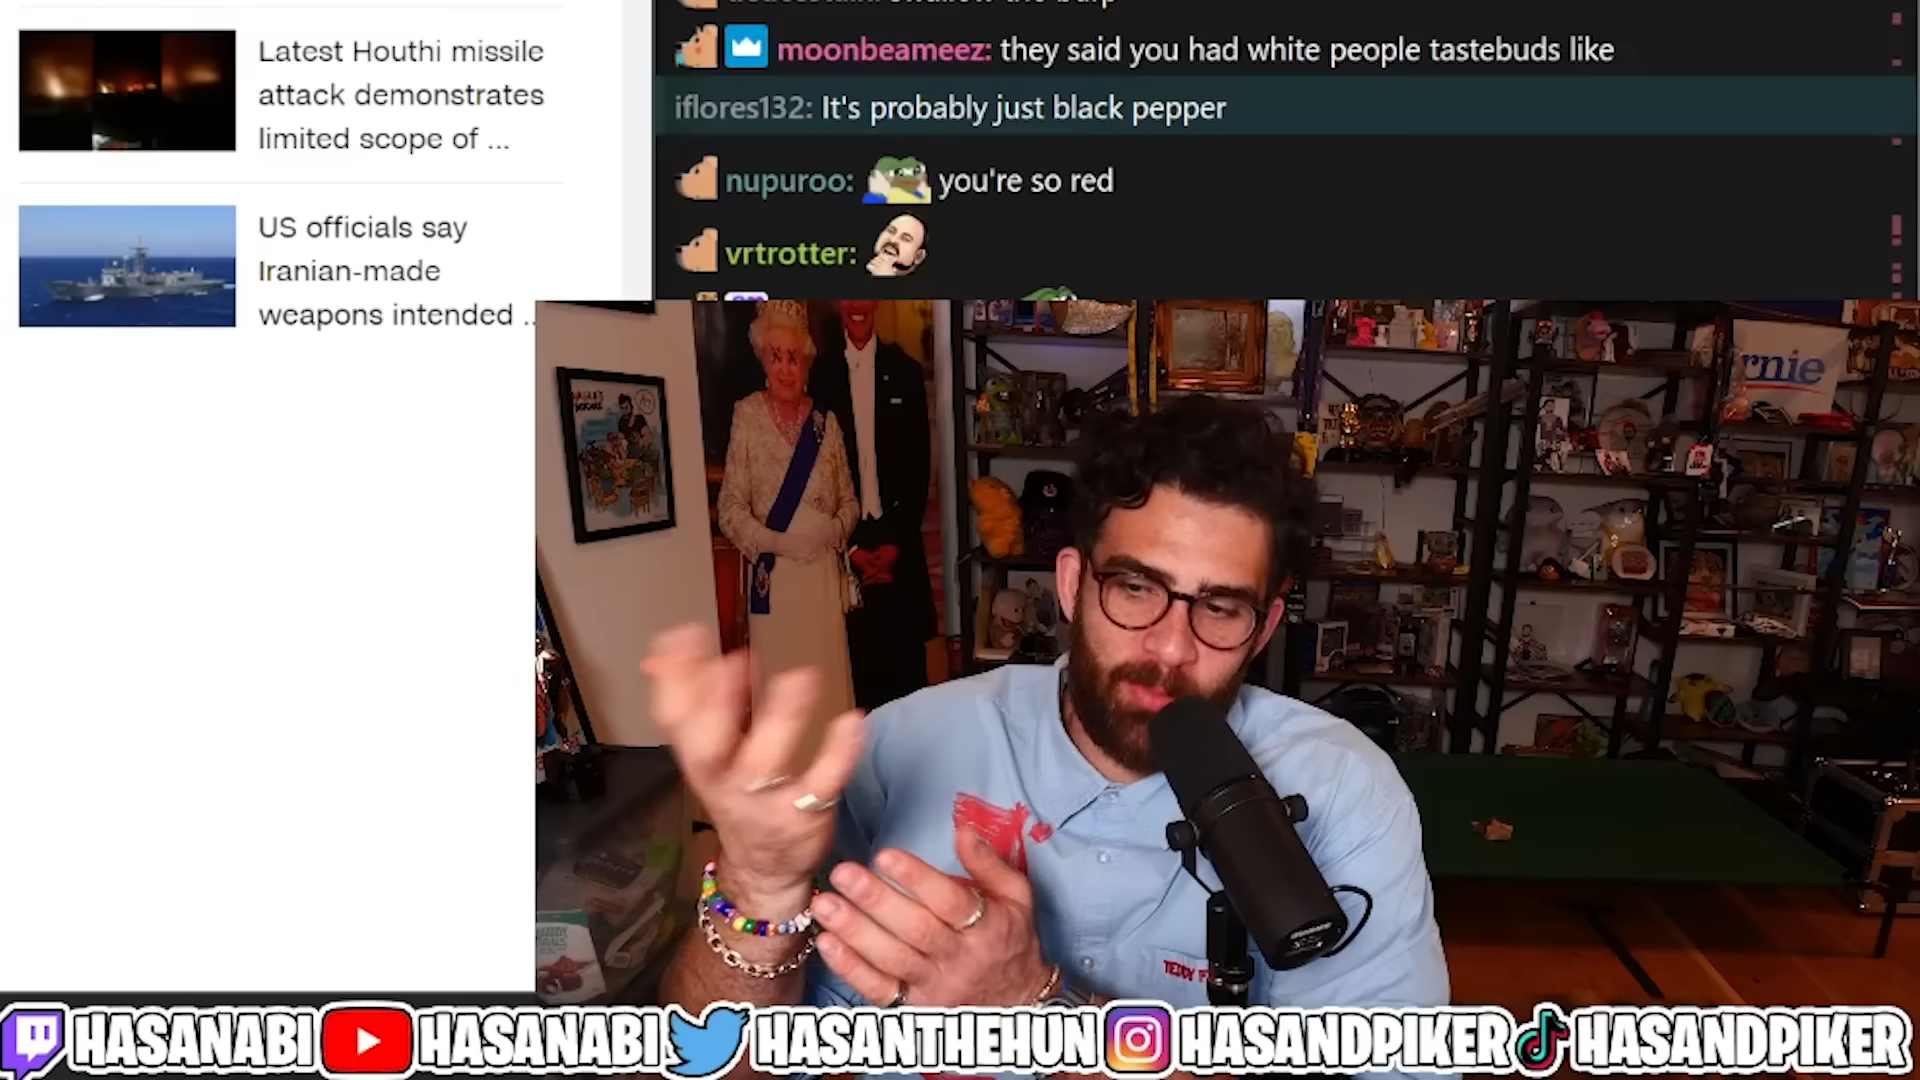 Latest Houthi missile
attack demonstrates
limited scope of ...
US officials say
Iranian-made
weapons intended ..
moonbeameez: they said you had white people tastebuds like
iflores132: It's probably just black pepper
nupuroo: you're so red
vrtrotter:
rnie
TEDDY F
HASANABI HASANABI HASANTHEHUN HASANDPIKER HASANDPIKER